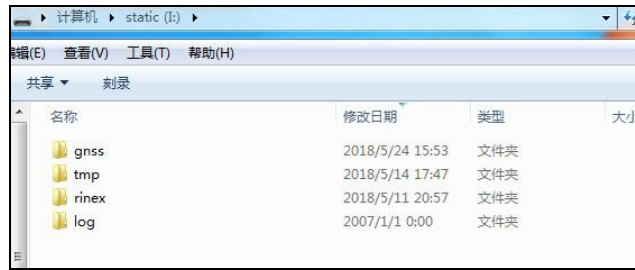 计算机 static (I:)
编辑(E) 查看(V) 工具(T) 帮助(H)
共享 刻录
名称 修改日期 类型 大小
gnss 2018/5/24 15:53 文件夹
tmp 2018/5/14 17:47 文件夹
rinex 2018/5/11 20:57 文件夹
log 2007/1/1 0:00 文件夹